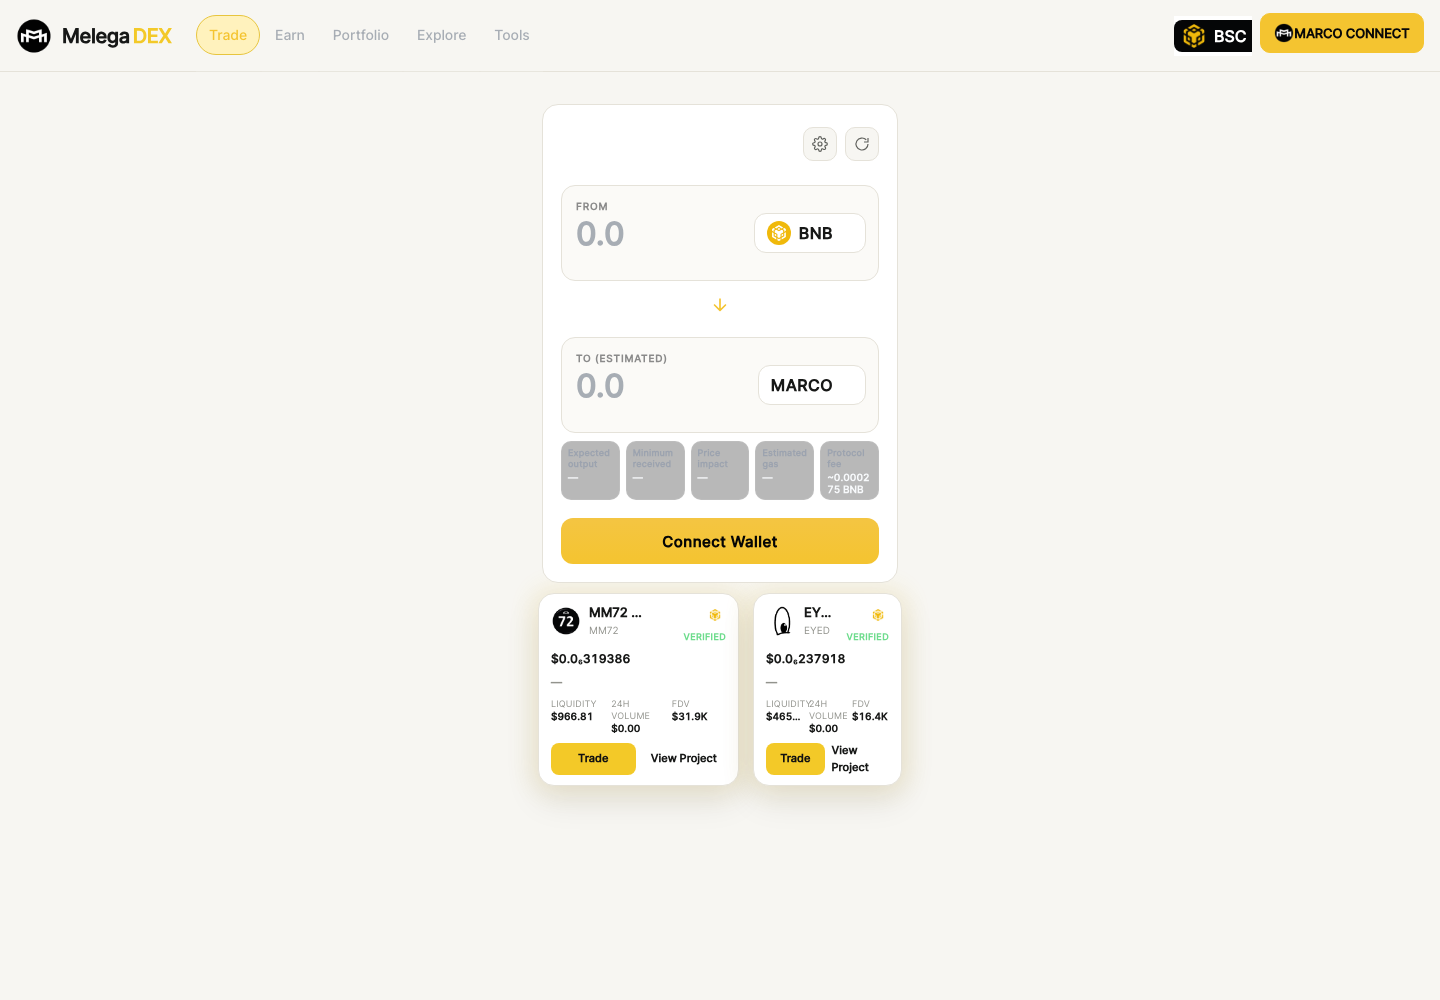 Melega DEX
Trade
Earn
Portfolio
Explore
Tools
BSC
MARCO CONNECT
FROM
0.0
BNB
TO (ESTIMATED)
0.0
MARCO
Expected
output
—
Minimum
received
—
Price
impact
—
Estimated
gas
—
Protocol
fee
~0.0002
75 BNB
Connect Wallet
72
MM72 ...
MM72
VERIFIED
$0.0₆319386
—
LIQUIDITY
$966.81
24H
VOLUME
$0.00
FDV
$31.9K
Trade
View Project
EY...
EYED
VERIFIED
$0.0₆237918
—
LIQUIDITY
$465...
24H
VOLUME
$0.00
FDV
$16.4K
Trade
View
Project